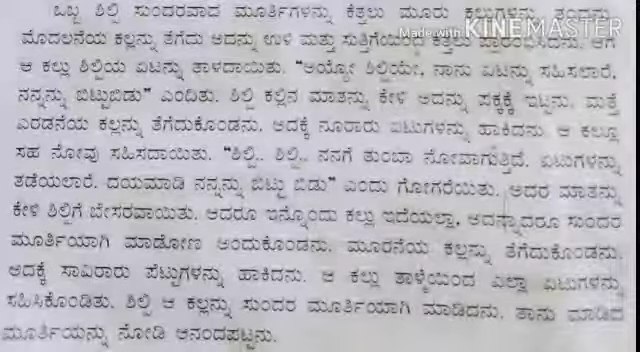 ಒಬ್ಬ ಶಿಲ್ಪಿ ಸುಂದರವಾದ ಮೂರ್ತಿಗಳನ್ನು ಕೆತ್ತಲು ಮೂರು ಕಲ್ಲುಗಳನ್ನು ತಂದನು.
ಮೊದಲನೆಯ ಕಲ್ಲನ್ನು ತೆಗೆದು ಅದನ್ನು ಉಳಿ ಮತ್ತು ಸುತ್ತಿಗೆಯಿಂದ ಕೆತ್ತಲು ಪ್ರಾರಂಭಿಸಿದನು. ಆಗ
Made with KINEMASTER
ಆ ಕಲ್ಲು ಶಿಲ್ಪಿಯ ಏಟನ್ನು ತಾಳದಾಯಿತು. "ಅಯ್ಯೋ ಶಿಲ್ಪಿಯೇ, ನಾನು ಏಟನ್ನು ಸಹಿಸಲಾರೆ,
ನನ್ನನ್ನು ಬಿಟ್ಟುಬಿಡು" ಎಂದಿತು. ಶಿಲ್ಪಿ ಕಲ್ಲಿನ ಮಾತನ್ನು ಕೇಳಿ ಅದನ್ನು ಪಕ್ಕಕ್ಕೆ ಇಟ್ಟನು. ಮತ್ತೆ
ಎರಡನೆಯ ಕಲ್ಲನ್ನು ತೆಗೆದುಕೊಂಡನು. ಅದಕ್ಕೆ ನೂರಾರು ಏಟುಗಳನ್ನು ಹಾಕಿದನು. ಆ ಕಲ್ಲೂ
ಸಹ ನೋವು ಸಹಿಸದಾಯಿತು. "ಶಿಲ್ಪಿ.. ಶಿಲ್ಪಿ.. ನನಗೆ ತುಂಬಾ ನೋವಾಗುತ್ತಿದೆ. ಏಟುಗಳನ್ನು
ತಡೆಯಲಾರೆ. ದಯಮಾಡಿ ನನ್ನನ್ನು ಬಿಟ್ಟು ಬಿಡು" ಎಂದು ಗೋಗರೆಯಿತು. ಅದರ ಮಾತನ್ನು
ಕೇಳಿ ಶಿಲ್ಪಿಗೆ ಬೇಸರವಾಯಿತು. ಆದರೂ ಇನ್ನೊಂದು ಕಲ್ಲು ಇದೆಯಲ್ಲಾ, ಅದನ್ನಾದರೂ ಸುಂದರ
ಮೂರ್ತಿಯಾಗಿ ಮಾಡೋಣ ಅಂದುಕೊಂಡನು. ಮೂರನೆಯ ಕಲ್ಲನ್ನು ತೆಗೆದುಕೊಂಡನು.
ಅದಕ್ಕೆ ಸಾವಿರಾರು ಪೆಟ್ಟುಗಳನ್ನು ಹಾಕಿದನು. ಆ ಕಲ್ಲು ತಾಳ್ಮೆಯಿಂದ ಎಲ್ಲಾ ಏಟುಗಳನ್ನು
ಸಹಿಸಿಕೊಂಡಿತು. ಶಿಲ್ಪಿ ಆ ಕಲ್ಲನ್ನು ಸುಂದರ ಮೂರ್ತಿಯಾಗಿ ಮಾಡಿದನು. ತಾನು ಮಾಡಿದ
ಮೂರ್ತಿಯನ್ನು ನೋಡಿ ಆನಂದಪಟ್ಟನು.